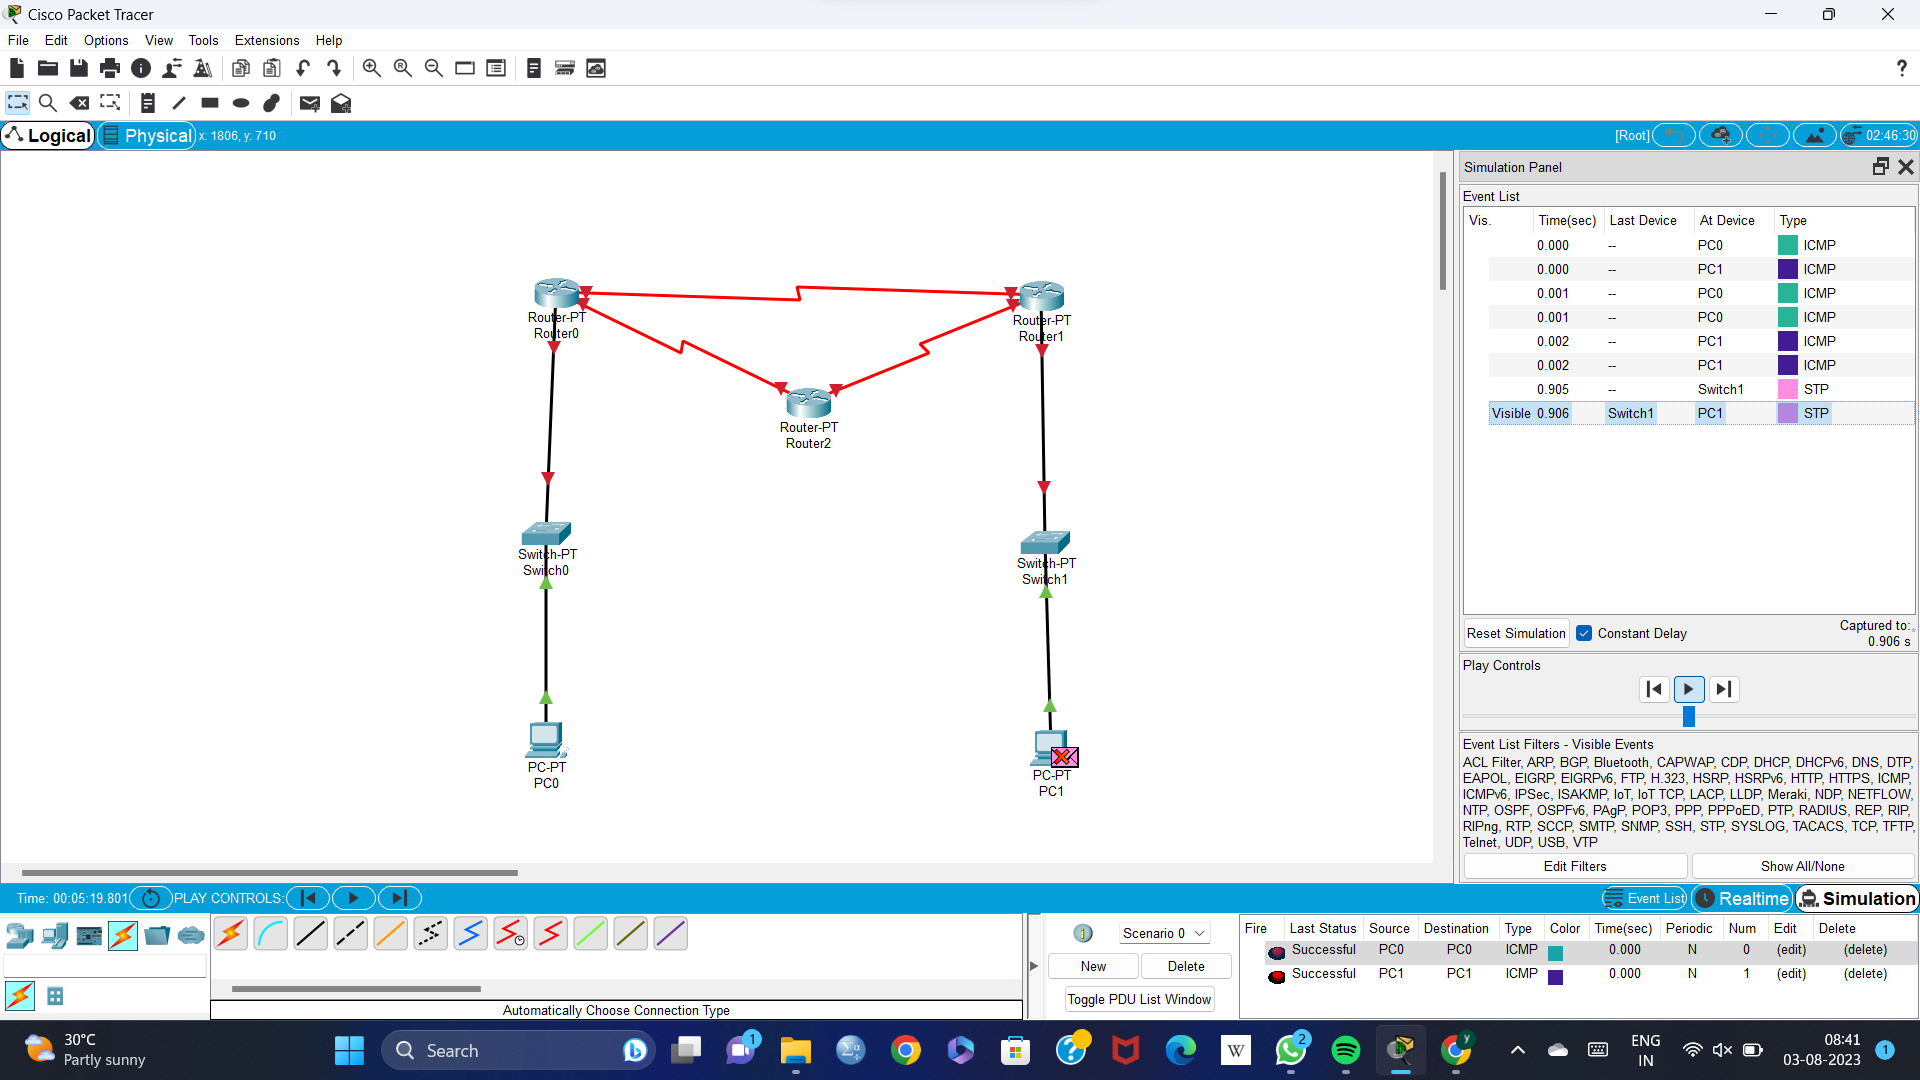 Cisco Packet Tracer
File Edit Options View Tools Extensions Help
?
Logical Physical x: 1806, y: 710 [Root] 02:46:30
Simulation Panel
Event List
Vis. Time(sec) Last Device At Device Type
0.000 -- PC0 ICMP
0.000 -- PC1 ICMP
0.001 -- PC0 ICMP
0.001 -- PC0 ICMP
0.002 -- PC1 ICMP
0.002 -- PC1 ICMP
0.905 -- Switch1 STP
Visible 0.906 Switch1 PC1 STP
Router-PT
Router0
Router-PT
Router1
Router-PT
Router2
Switch-PT
Switch0
Switch-PT
Switch1
PC-PT
PC0
PC-PT
PC1
Reset Simulation Constant Delay Captured to:
0.906 s
Play Controls
Event List Filters - Visible Events
ACL Filter, ARP, BGP, Bluetooth, CAPWAP, CDP, DHCP, DHCPv6, DNS, DTP,
EAPOL, EIGRP, EIGRPv6, FTP, H.323, HSRP, HSRPv6, HTTP, HTTPS, ICMP,
ICMPv6, IPSec, ISAKMP, IoT, IoT TCP, LACP, LLDP, Meraki, NDP, NETFLOW,
NTP, OSPF, OSPFv6, PAgP, POP3, PPP, PPPoED, PTP, RADIUS, REP, RIP,
RIPng, RTP, SCCP, SMTP, SNMP, SSH, STP, SYSLOG, TACACS, TCP, TFTP,
Telnet, UDP, USB, VTP
Edit Filters Show All/None
Time: 00:05:19.801 PLAY CONTROLS: Event List Realtime Simulation
Automatically Choose Connection Type
Scenario 0
New Delete
Toggle PDU List Window
Fire Last Status Source Destination Type Color Time(sec) Periodic Num Edit Delete
Successful PC0 PC0 ICMP 0.000 N 0 (edit) (delete)
Successful PC1 PC1 ICMP 0.000 N 1 (edit) (delete)
30°C
Partly sunny
Search
1
W
2
y
ENG
IN
08:41
03-08-2023
1